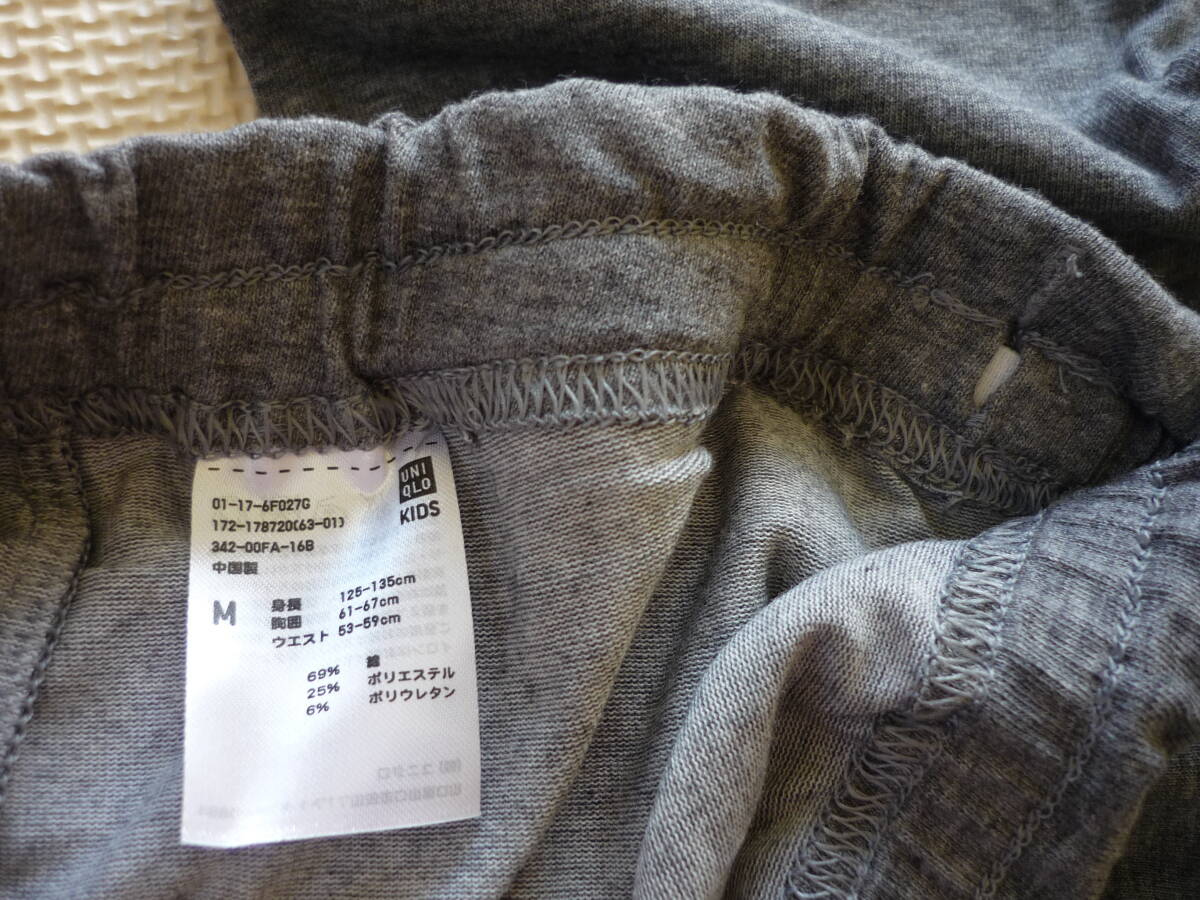 UNI
QLO
KIDS
01-17-6F027G
172-178720(63-01)
342-00FA-16B
中国製
M
身長 125-135cm
胸囲 61-67cm
ウエスト 53-59cm
69% 綿
25% ポリエステル
6% ポリウレタン